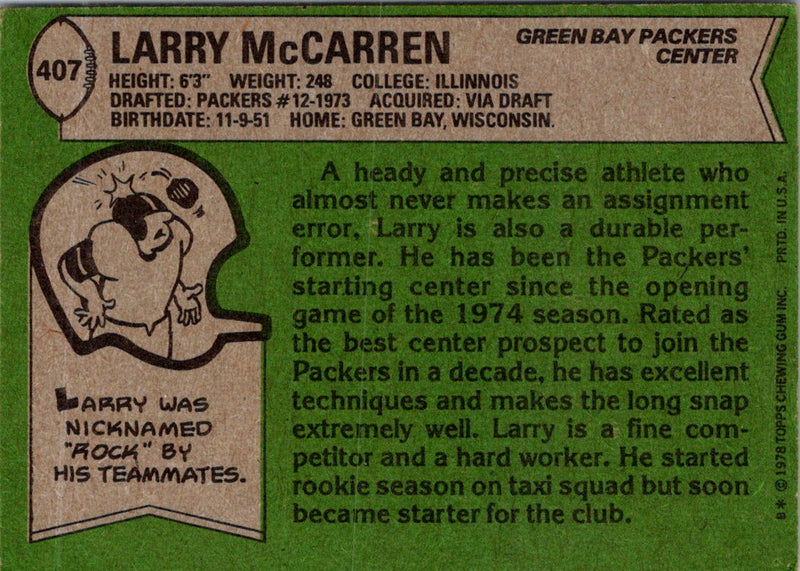 407
LARRY McCARREN
GREEN BAY PACKERS
CENTER
HEIGHT: 6'3" WEIGHT: 248 COLLEGE: ILLINNOIS
DRAFTED: PACKERS #12-1973 ACQUIRED: VIA DRAFT
BIRTHDATE: 11-9-51 HOME: GREEN BAY, WISCONSIN.
A heady and precise athlete who
almost never makes an assignment
error, Larry is also a durable per-
former. He has been the Packers'
starting center since the opening
game of the 1974 season. Rated as
the best center prospect to join the
Packers in a decade, he has excellent
techniques and makes the long snap
extremely well. Larry is a fine com-
petitor and a hard worker. He started
rookie season on taxi squad but soon
became starter for the club.
LARRY WAS
NICKNAMED
"ROCK" BY
HIS TEAMMATES.
B* © 1978 TOPPS CHEWING GUM INC. PRTD. IN U.S.A.